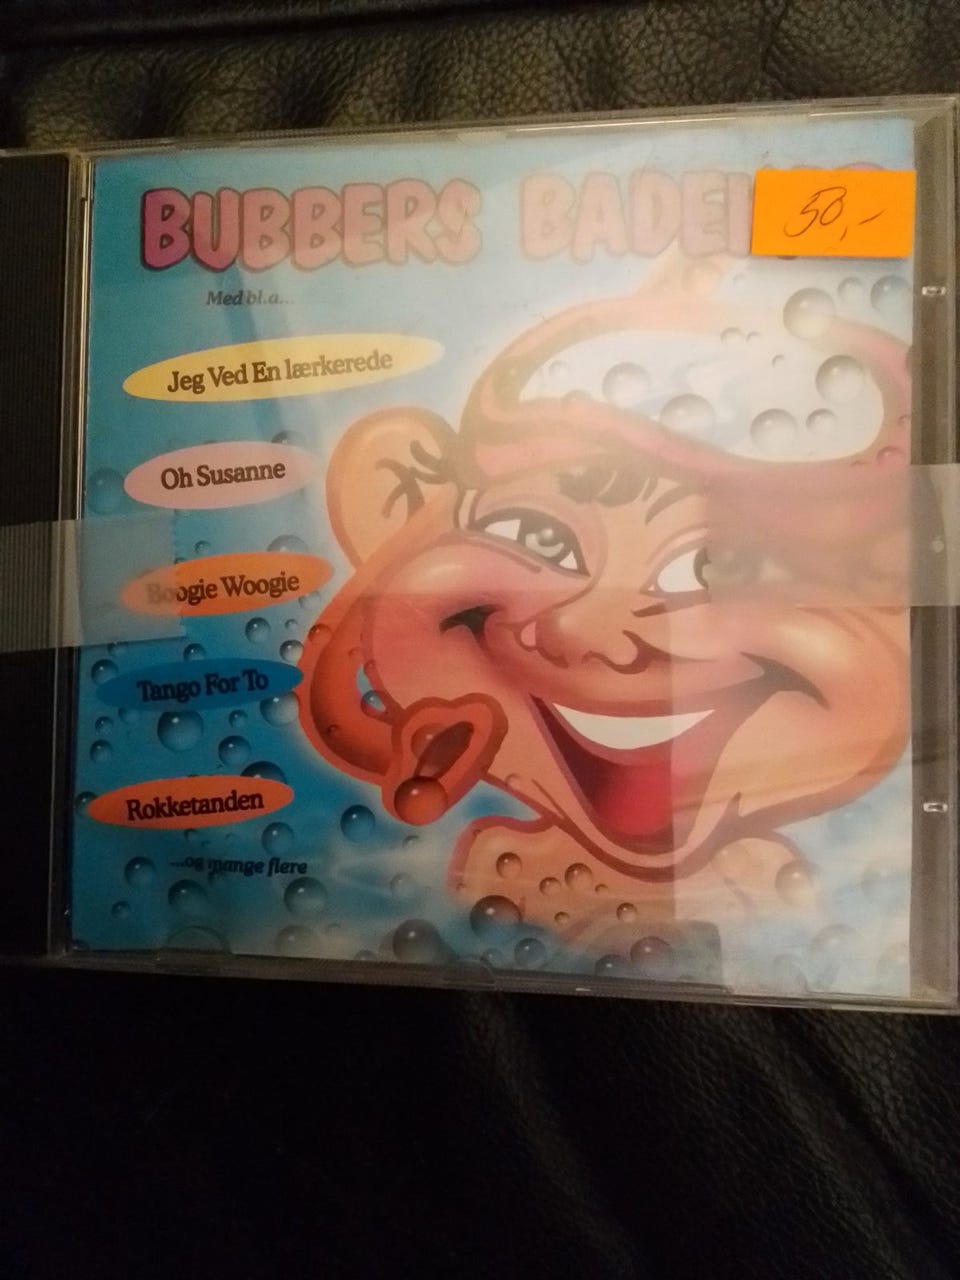 BUBBERS
50,-
Med bl.a...
Jeg Ved En lærkerede
Oh Susanne
Boogie Woogie
Tango For To
Rokketanden
...og mange flere